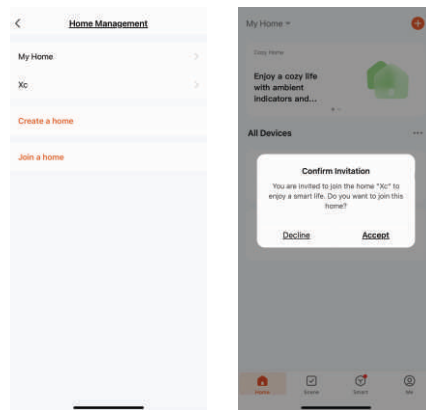 Home Management
My Home
Xc
Create a home
Join a home
My Home
Cozy Home
Enjoy a cozy life
with ambient
indicators and...
All Devices
Confirm Invitation
You are invited to join the home "Xc" to
enjoy a smart life. Do you want to join this
home?
Decline
Accept
Home
Scene
Smart
Me